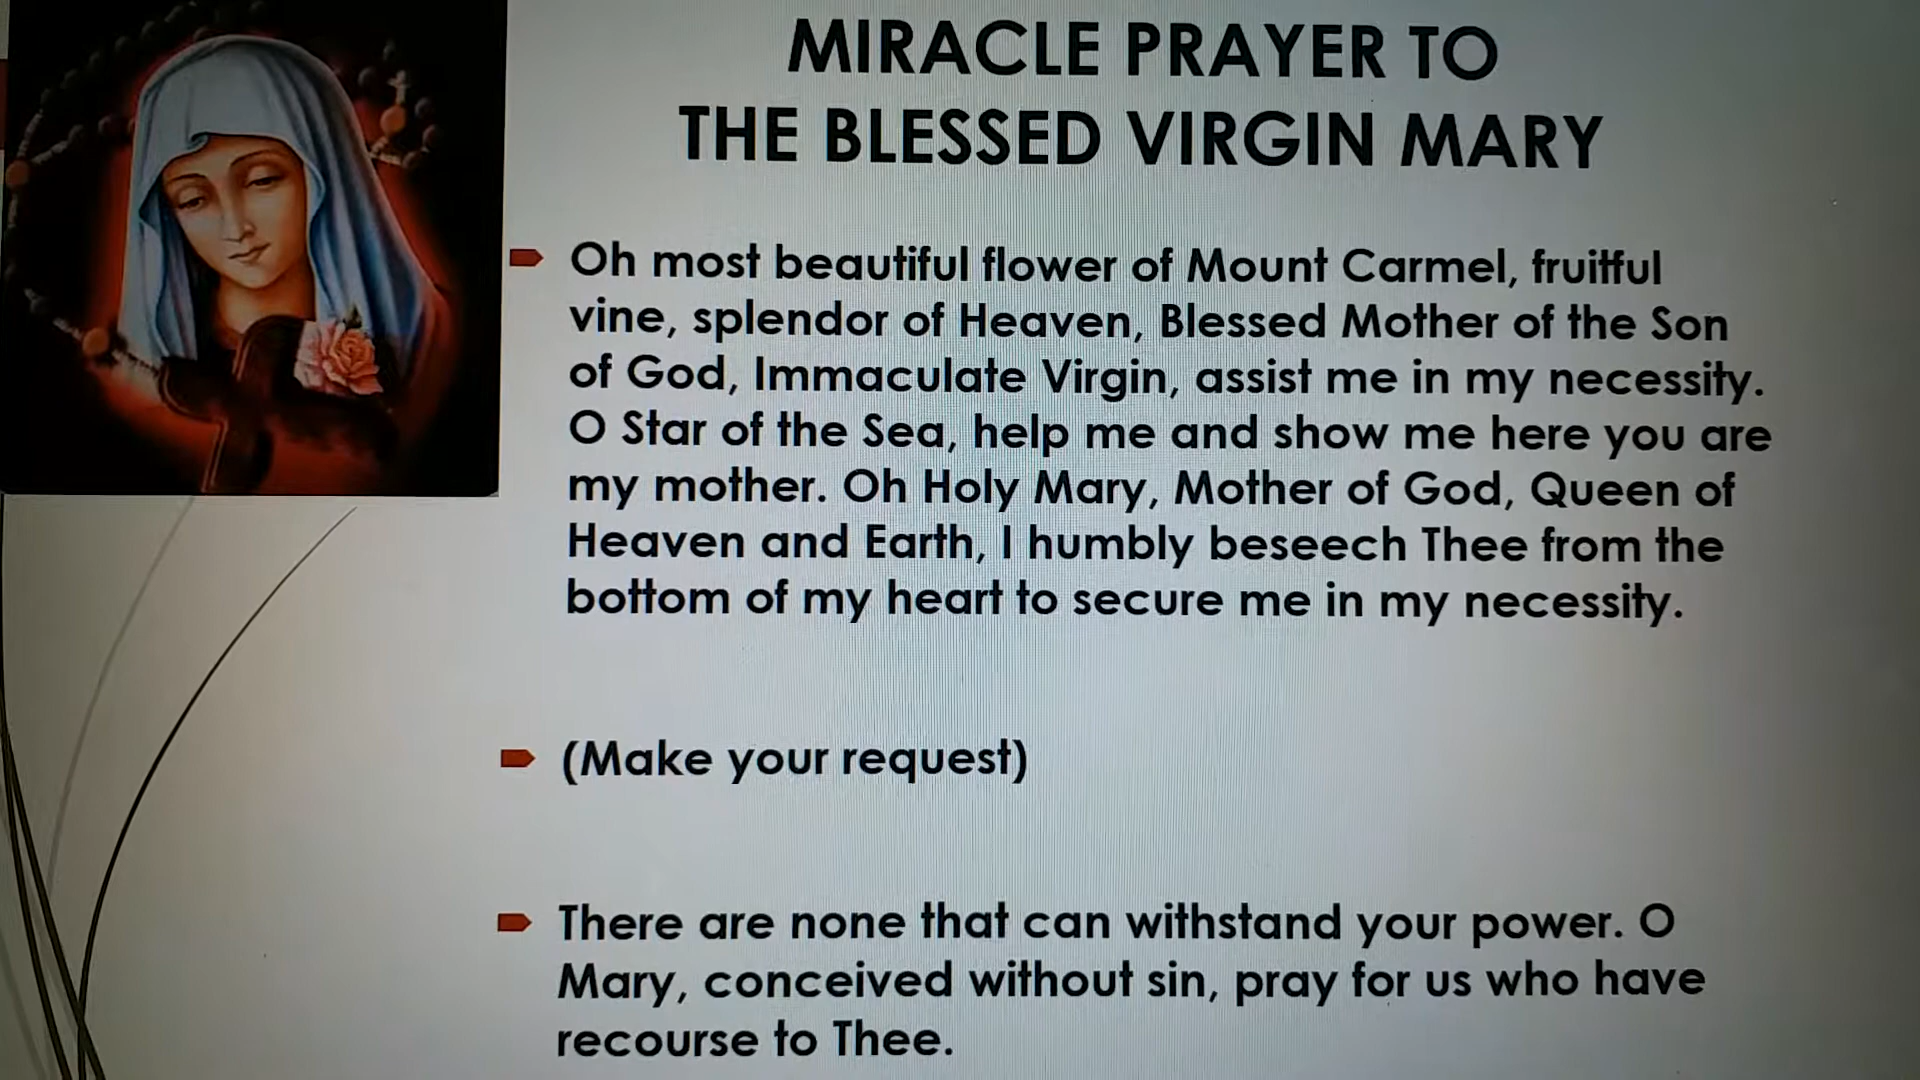 MIRACLE PRAYER TO
THE BLESSED VIRGIN MARY
Oh most beautiful flower of Mount Carmel, fruitful
vine, splendor of Heaven, Blessed Mother of the Son
of God, Immaculate Virgin, assist me in my necessity.
O Star of the Sea, help me and show me here you are
my mother. Oh Holy Mary, Mother of God, Queen of
Heaven and Earth, I humbly beseech Thee from the
bottom of my heart to secure me in my necessity.
(Make your request)
There are none that can withstand your power. O
Mary, conceived without sin, pray for us who have
recourse to Thee.